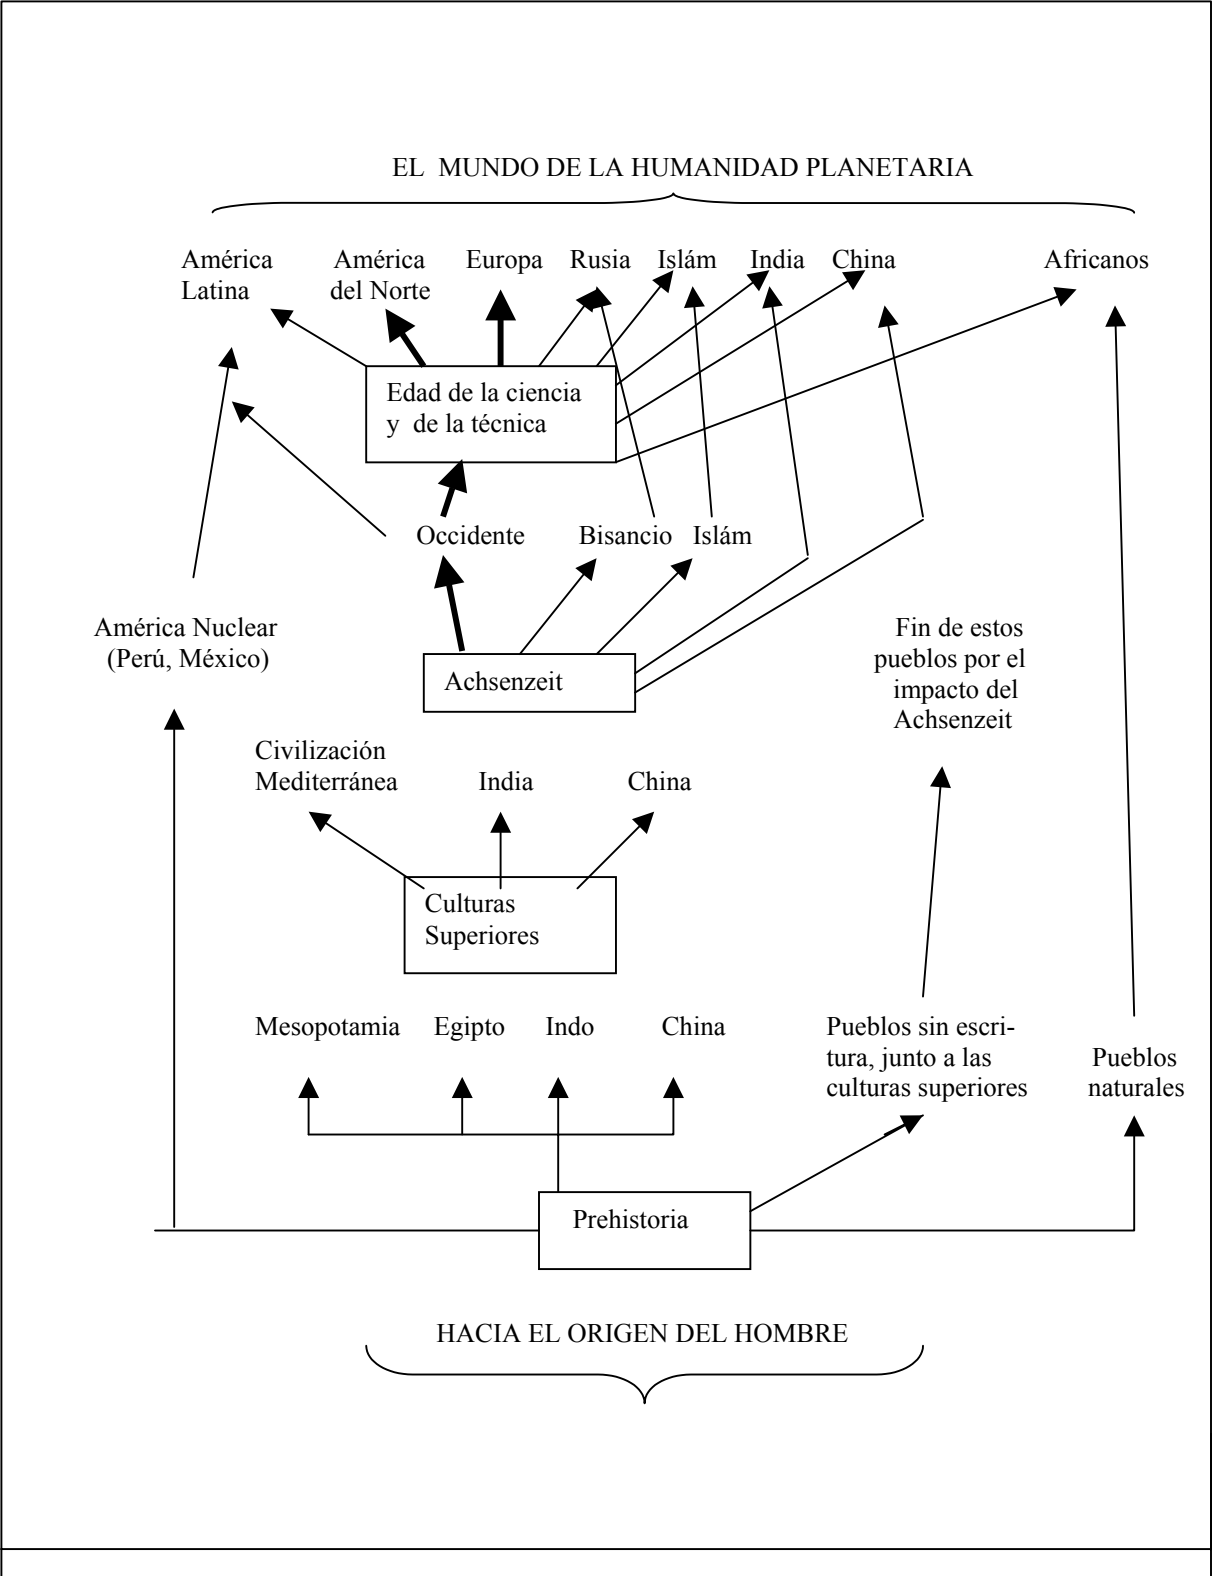 EL MUNDO DE LA HUMANIDAD PLANETARIA
América
Latina
América
del Norte
Europa
Rusia
Islám
India
China
Africanos
Edad de la ciencia
y de la técnica
Occidente
Bisancio
Islám
América Nuclear
(Perú, México)
Achsenzeit
Fin de estos
pueblos por el
impacto del
Achsenzeit
Civilización
Mediterránea
India
China
Culturas
Superiores
Mesopotamia
Egipto
Indo
China
Pueblos sin escri-
tura, junto a las
culturas superiores
Pueblos
naturales
Prehistoria
HACIA EL ORIGEN DEL HOMBRE